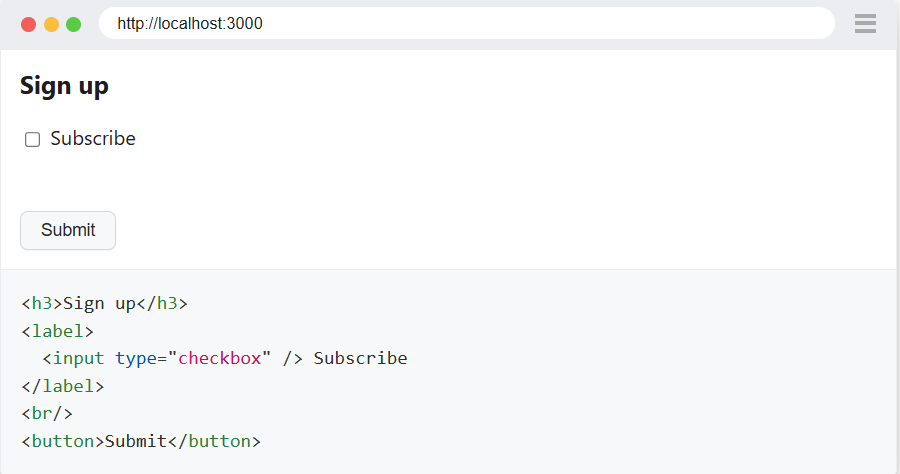 http://localhost:3000
Sign up
Subscribe
Submit
<h3>Sign up</h3>
<label>
  <input type="checkbox" /> Subscribe
</label>
<br/>
<button>Submit</button>